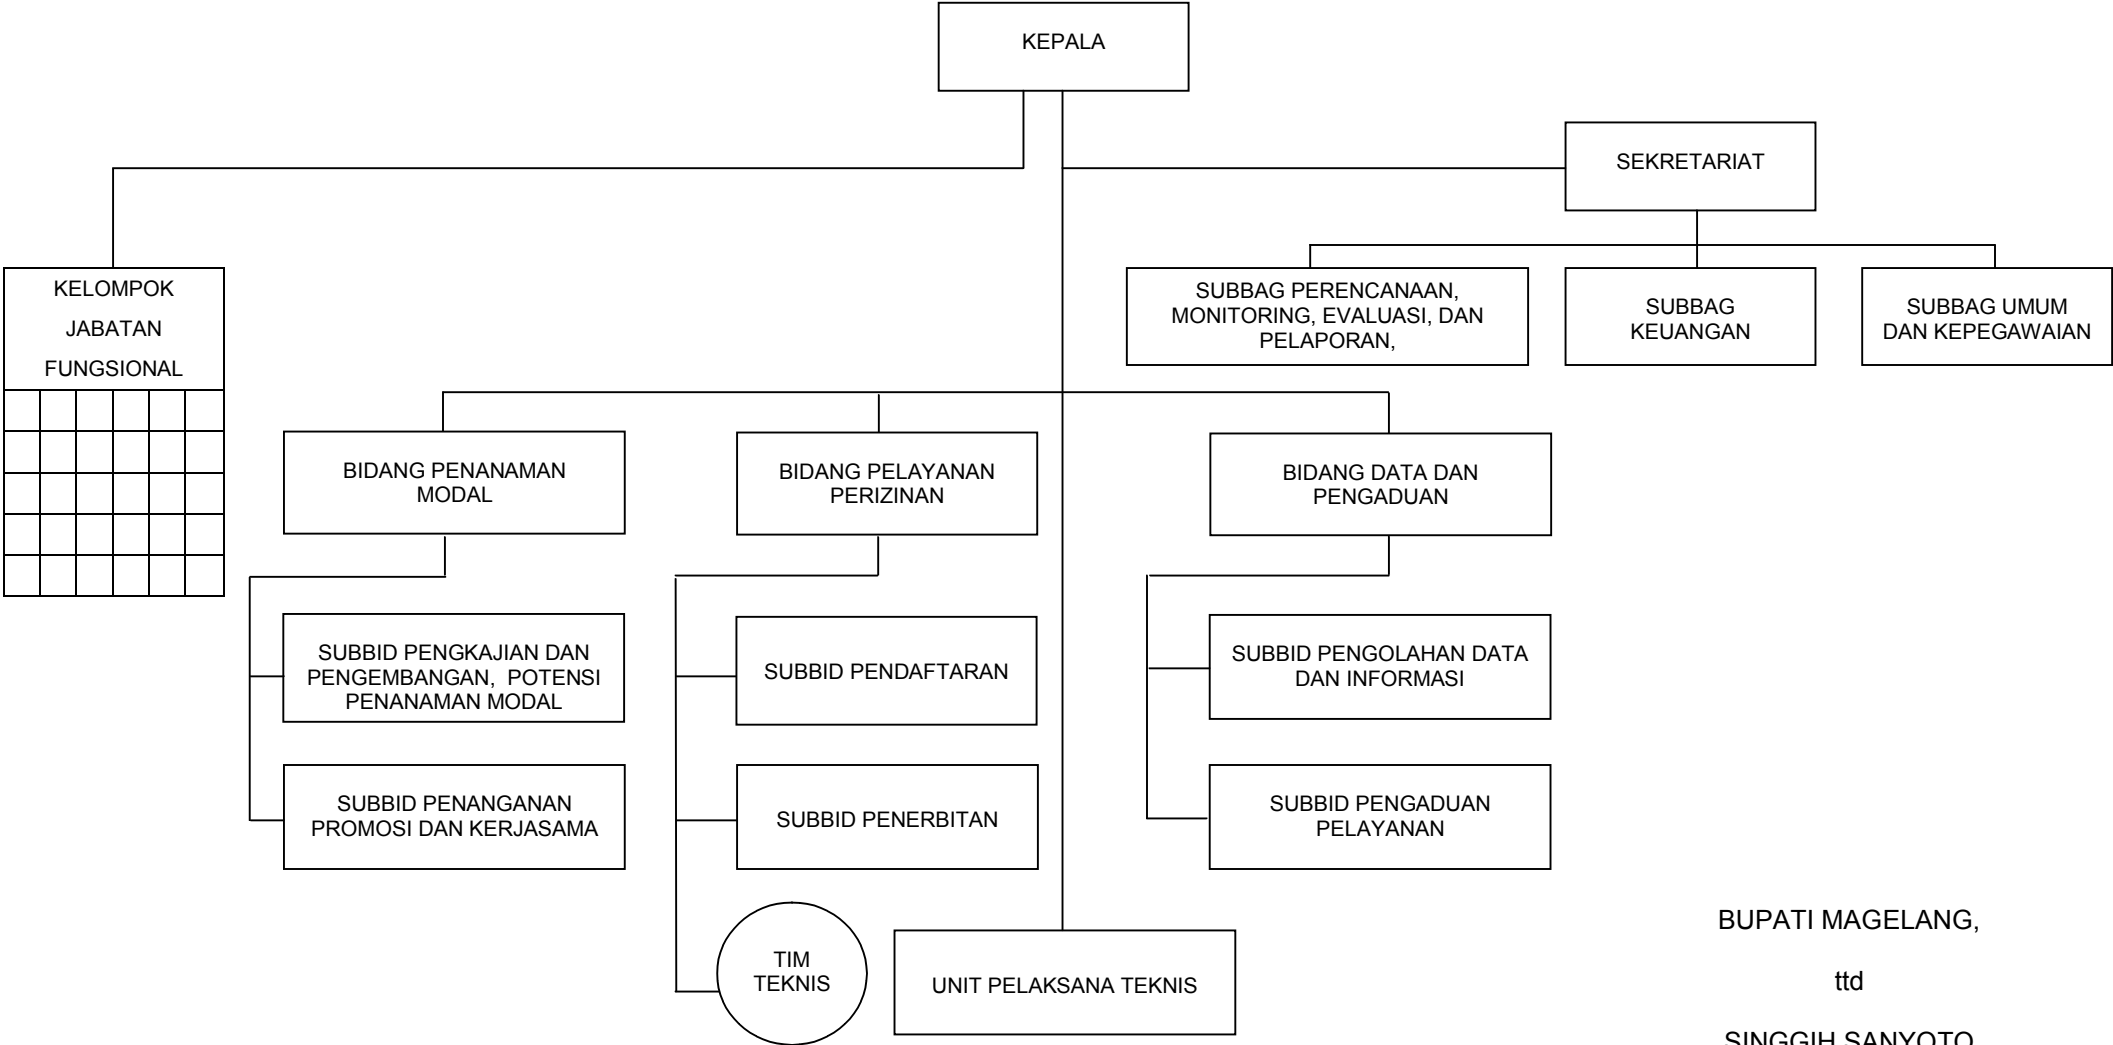 KEPALA
SEKRETARIAT
KELOMPOK
JABATAN
FUNGSIONAL
SUBBAG PERENCANAAN,
MONITORING, EVALUASI, DAN
PELAPORAN,
SUBBAG
KEUANGAN
SUBBAG UMUM
DAN KEPEGAWAIAN
BIDANG PENANAMAN
MODAL
BIDANG PELAYANAN
PERIZINAN
BIDANG DATA DAN
PENGADUAN
SUBBID PENGKAJIAN DAN
PENGEMBANGAN, POTENSI
PENANAMAN MODAL
SUBBID PENDAFTARAN
SUBBID PENGOLAHAN DATA
DAN INFORMASI
SUBBID PENANGANAN
PROMOSI DAN KERJASAMA
SUBBID PENERBITAN
SUBBID PENGADUAN
PELAYANAN
TIM
TEKNIS
UNIT PELAKSANA TEKNIS
BUPATI MAGELANG,
ttd
SINGGIH SANYOTO